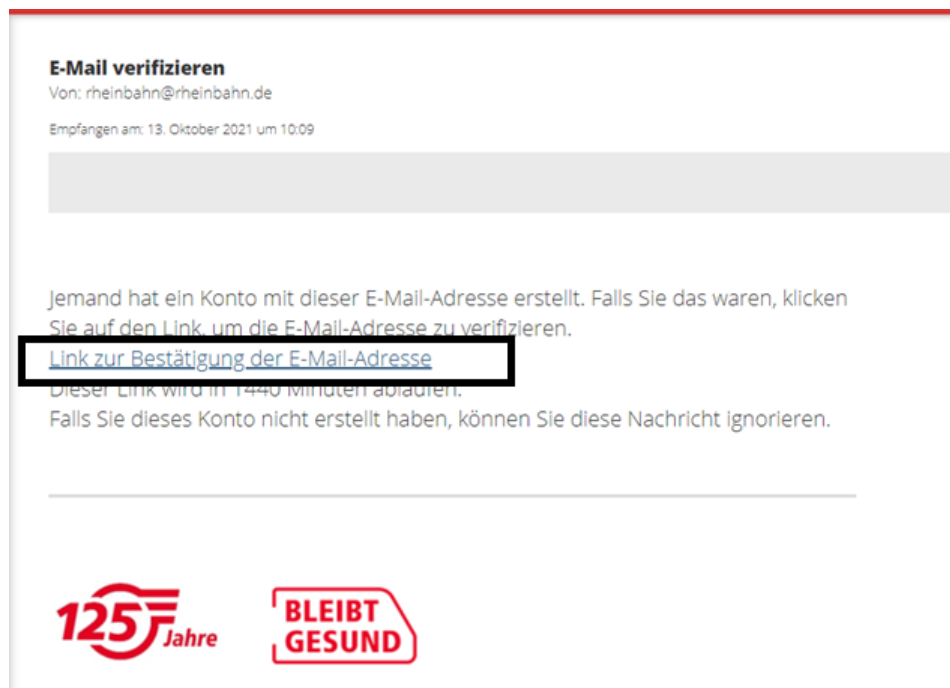 E-Mail verifizieren
Von: rheinbahn@rheinbahn.de
Empfangen am: 13. Oktober 2021 um 10:09
Jemand hat ein Konto mit dieser E-Mail-Adresse erstellt. Falls Sie das waren, klicken
Sie auf den Link, um die E-Mail-Adresse zu verifizieren.
Link zur Bestätigung der E-Mail-Adresse
Dieser Link wird in 1440 Minuten ablaufen.
Falls Sie dieses Konto nicht erstellt haben, können Sie diese Nachricht ignorieren.
125 Jahre
BLEIBT
GESUND